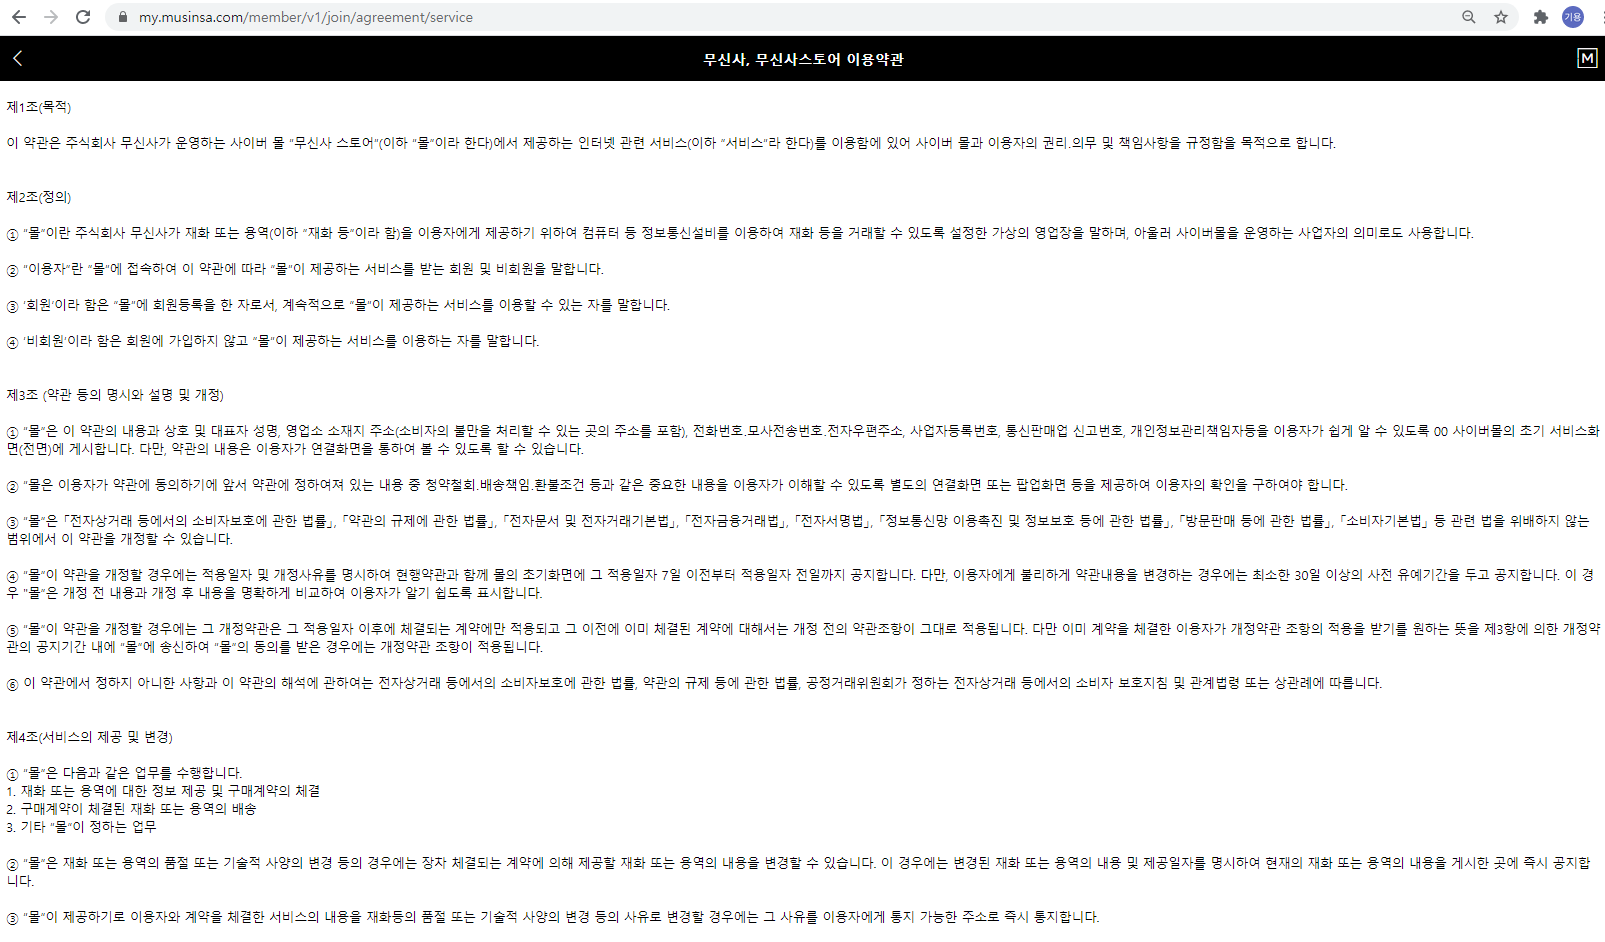 my.musinsa.com/member/v1/join/agreement/service
기용
무신사, 무신사스토어 이용약관
M
제1조(목적)
이 약관은 주식회사 무신사가 운영하는 사이버 몰 "무신사 스토어"(이하 "몰"이라 한다)에서 제공하는 인터넷 관련 서비스(이하 "서비스"라 한다)를 이용함에 있어 사이버 몰과 이용자의 권리.의무 및 책임사항을 규정함을 목적으로 합니다.
제2조(정의)
① "몰"이란 주식회사 무신사가 재화 또는 용역(이하 "재화 등"이라 함)을 이용자에게 제공하기 위하여 컴퓨터 등 정보통신설비를 이용하여 재화 등을 거래할 수 있도록 설정한 가상의 영업장을 말하며, 아울러 사이버몰을 운영하는 사업자의 의미로도 사용합니다.
② "이용자"란 "몰"에 접속하여 이 약관에 따라 "몰"이 제공하는 서비스를 받는 회원 및 비회원을 말합니다.
③ '회원'이라 함은 "몰"에 회원등록을 한 자로서, 계속적으로 "몰"이 제공하는 서비스를 이용할 수 있는 자를 말합니다.
④ '비회원'이라 함은 회원에 가입하지 않고 "몰"이 제공하는 서비스를 이용하는 자를 말합니다.
제3조 (약관 등의 명시와 설명 및 개정)
① "몰"은 이 약관의 내용과 상호 및 대표자 성명, 영업소 소재지 주소(소비자의 불만을 처리할 수 있는 곳의 주소를 포함), 전화번호.모사전송번호.전자우편주소, 사업자등록번호, 통신판매업 신고번호, 개인정보관리책임자등을 이용자가 쉽게 알 수 있도록 00 사이버몰의 초기 서비스화
면(전면)에 게시합니다. 다만, 약관의 내용은 이용자가 연결화면을 통하여 볼 수 있도록 할 수 있습니다.
② "몰은 이용자가 약관에 동의하기에 앞서 약관에 정하여져 있는 내용 중 청약철회.배송책임.환불조건 등과 같은 중요한 내용을 이용자가 이해할 수 있도록 별도의 연결화면 또는 팝업화면 등을 제공하여 이용자의 확인을 구하여야 합니다.
③ "몰"은 「전자상거래 등에서의 소비자보호에 관한 법률」, 「약관의 규제에 관한 법률」, 「전자문서 및 전자거래기본법」, 「전자금융거래법」, 「전자서명법」, 「정보통신망 이용촉진 및 정보보호 등에 관한 법률」, 「방문판매 등에 관한 법률」, 「소비자기본법」 등 관련 법을 위배하지 않는
범위에서 이 약관을 개정할 수 있습니다.
④ "몰"이 약관을 개정할 경우에는 적용일자 및 개정사유를 명시하여 현행약관과 함께 몰의 초기화면에 그 적용일자 7일 이전부터 적용일자 전일까지 공지합니다. 다만, 이용자에게 불리하게 약관내용을 변경하는 경우에는 최소한 30일 이상의 사전 유예기간을 두고 공지합니다. 이 경
우 "몰"은 개정 전 내용과 개정 후 내용을 명확하게 비교하여 이용자가 알기 쉽도록 표시합니다.
⑤ "몰"이 약관을 개정할 경우에는 그 개정약관은 그 적용일자 이후에 체결되는 계약에만 적용되고 그 이전에 이미 체결된 계약에 대해서는 개정 전의 약관조항이 그대로 적용됩니다. 다만 이미 계약을 체결한 이용자가 개정약관 조항의 적용을 받기를 원하는 뜻을 제3항에 의한 개정약
관의 공지기간 내에 "몰"에 송신하여 "몰"의 동의를 받은 경우에는 개정약관 조항이 적용됩니다.
⑥ 이 약관에서 정하지 아니한 사항과 이 약관의 해석에 관하여는 전자상거래 등에서의 소비자보호에 관한 법률, 약관의 규제 등에 관한 법률, 공정거래위원회가 정하는 전자상거래 등에서의 소비자 보호지침 및 관계법령 또는 상관례에 따릅니다.
제4조(서비스의 제공 및 변경)
① "몰"은 다음과 같은 업무를 수행합니다.
1. 재화 또는 용역에 대한 정보 제공 및 구매계약의 체결
2. 구매계약이 체결된 재화 또는 용역의 배송
3. 기타 "몰"이 정하는 업무
② "몰"은 재화 또는 용역의 품절 또는 기술적 사양의 변경 등의 경우에는 장차 체결되는 계약에 의해 제공할 재화 또는 용역의 내용을 변경할 수 있습니다. 이 경우에는 변경된 재화 또는 용역의 내용 및 제공일자를 명시하여 현재의 재화 또는 용역의 내용을 게시한 곳에 즉시 공지합
니다.
③ "몰"이 제공하기로 이용자와 계약을 체결한 서비스의 내용을 재화등의 품절 또는 기술적 사양의 변경 등의 사유로 변경할 경우에는 그 사유를 이용자에게 통지 가능한 주소로 즉시 통지합니다.